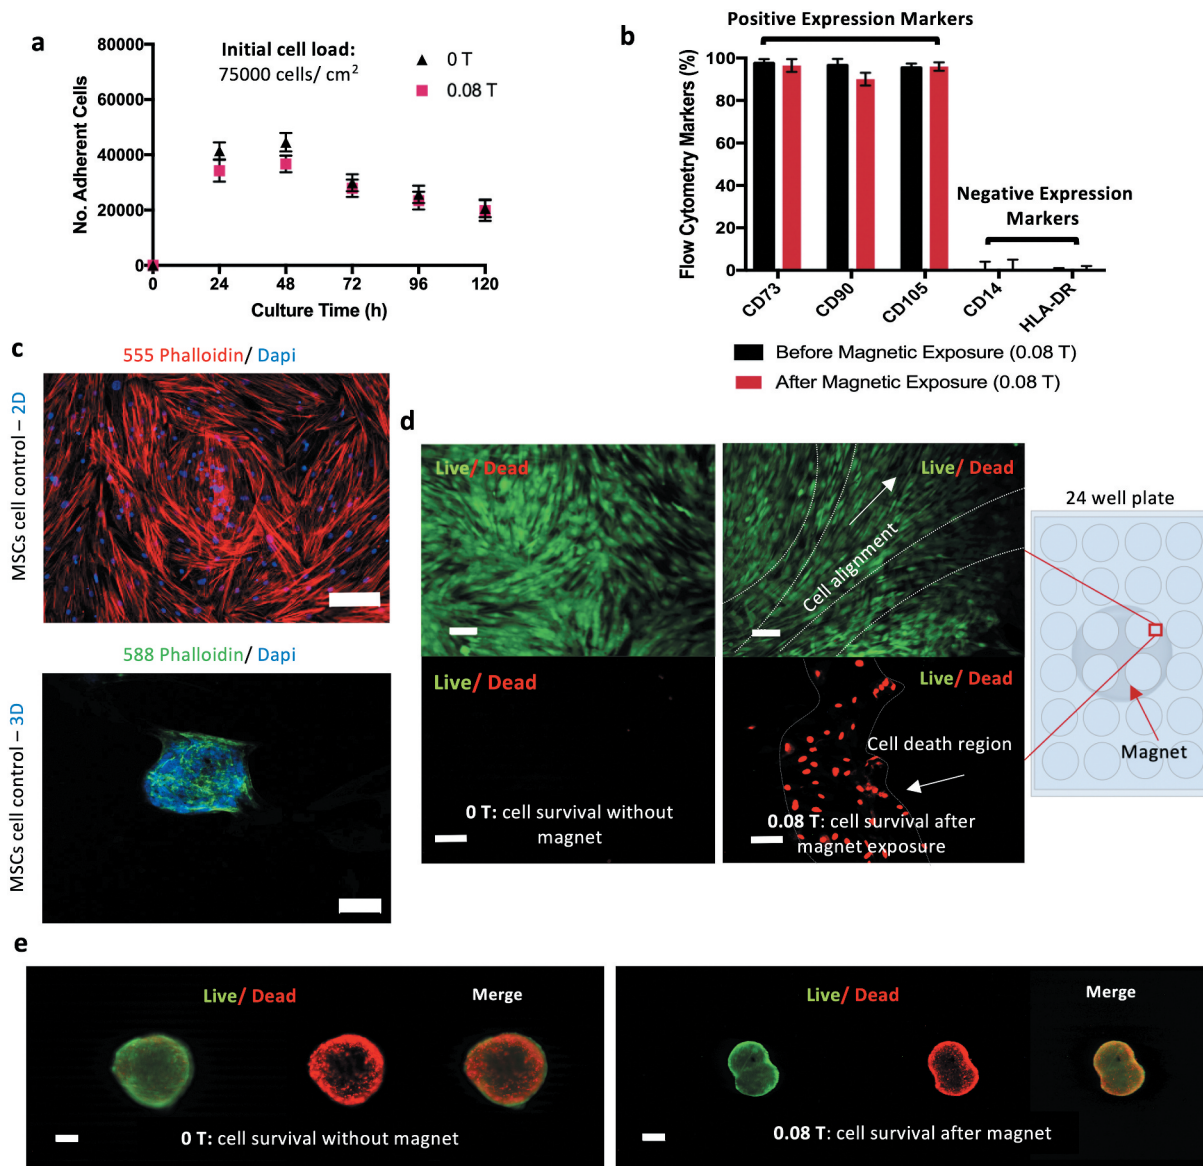 a
80000
60000
40000
20000
0
No. Adherent Cells
Initial cell load:
75000 cells/ cm²
0 T
0.08 T
0 24 48 72 96 120
Culture Time (h)
b
Positive Expression Markers
100
80
60
40
20
0
Flow Cytometry Markers (%)
Negative Expression
Markers
CD73 CD90 CD105 CD14 HLA-DR
Before Magnetic Exposure (0.08 T)
After Magnetic Exposure (0.08 T)
c
555 Phalloidin/ Dapi
MSCs cell control – 2D
588 Phalloidin/ Dapi
MSCs cell control – 3D
d
Live/ Dead
Live/ Dead
Cell alignment
Live/ Dead
0 T: cell survival without
magnet
Live/ Dead
Cell death region
0.08 T: cell survival after
magnet exposure
24 well plate
Magnet
e
Live/ Dead
Merge
0 T: cell survival without magnet
Live/ Dead
Merge
0.08 T: cell survival after magnet